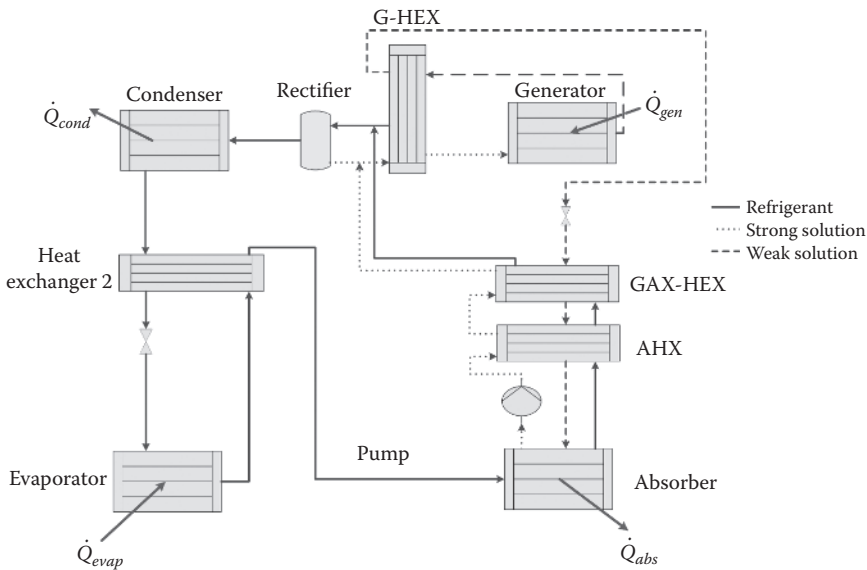 G-HEX
Condenser
Rectifier
Generator
Q̇cond
Q̇gen
Refrigerant
Strong solution
Weak solution
Heat
exchanger 2
GAX-HEX
AHX
Pump
Evaporator
Absorber
Q̇evap
Q̇abs